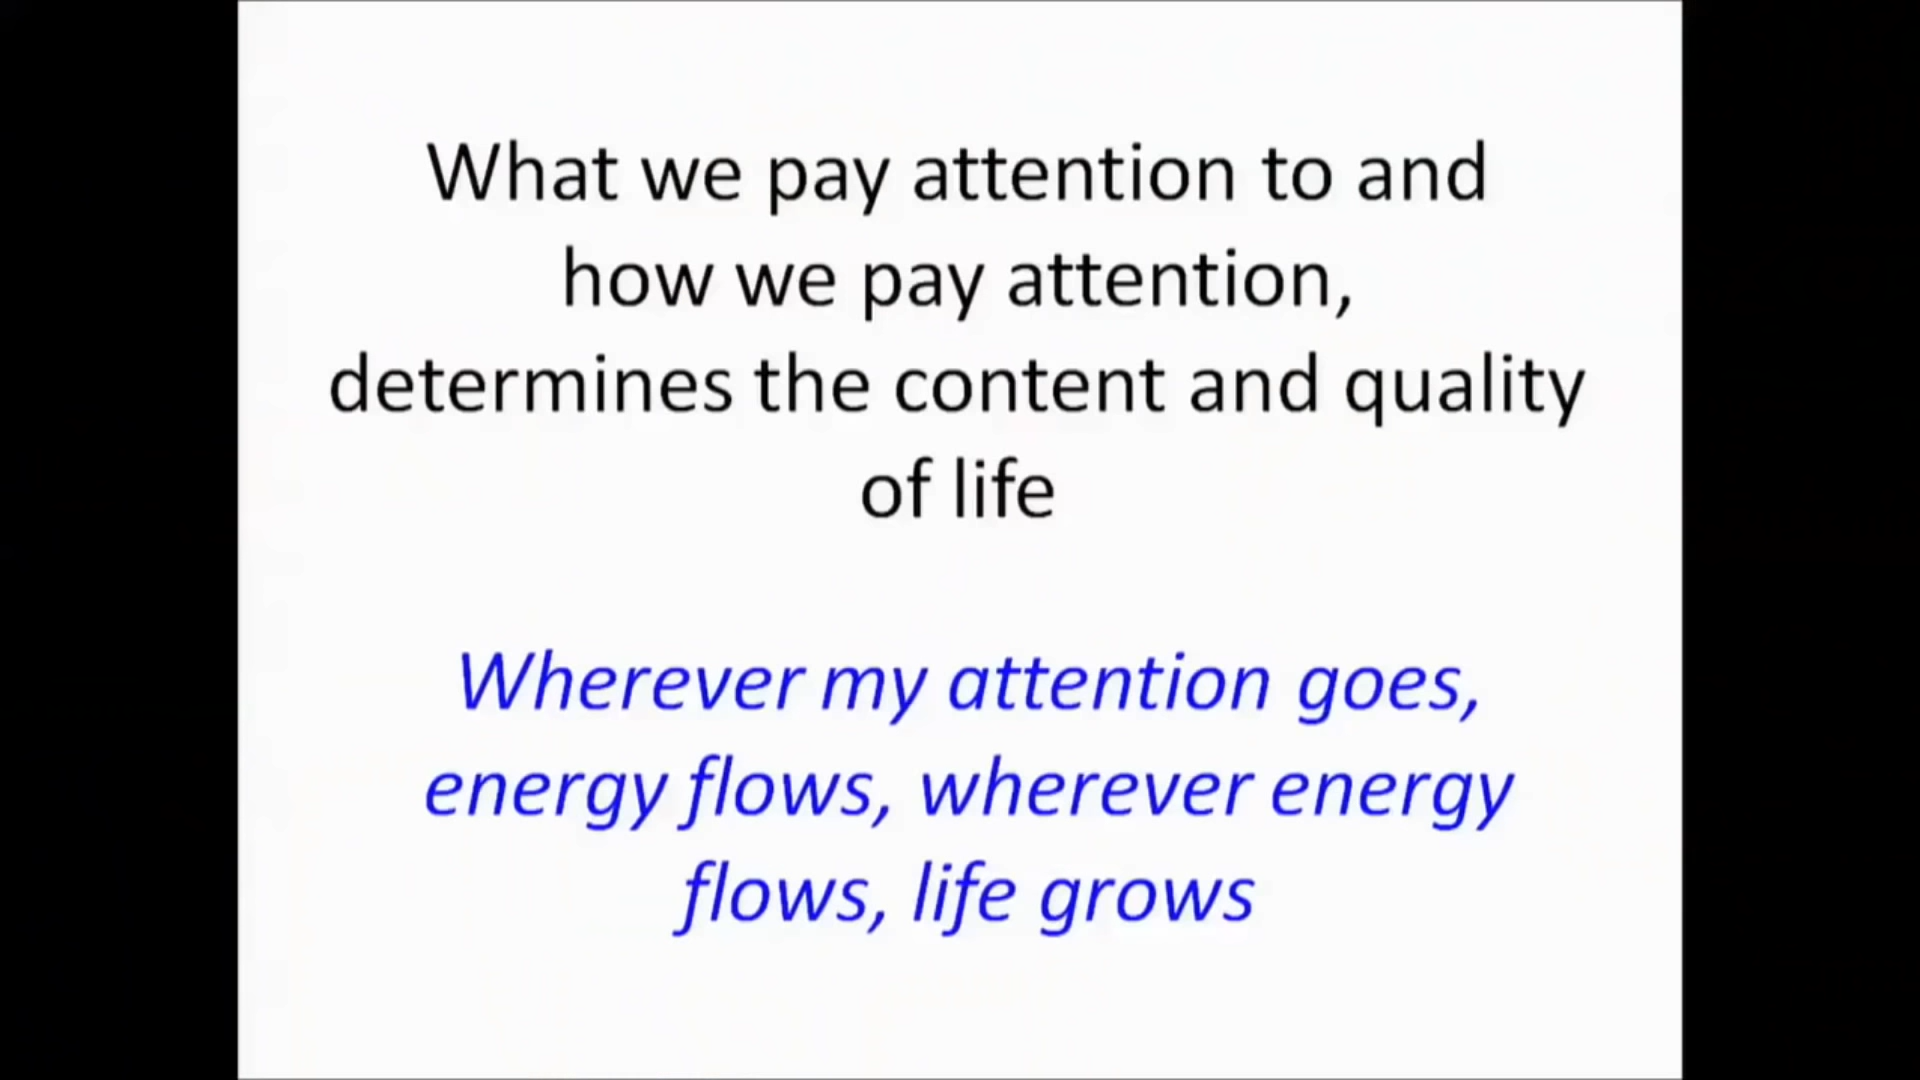 What we pay attention to and
how we pay attention,
determines the content and quality
of life
Wherever my attention goes,
energy flows, wherever energy
flows, life grows